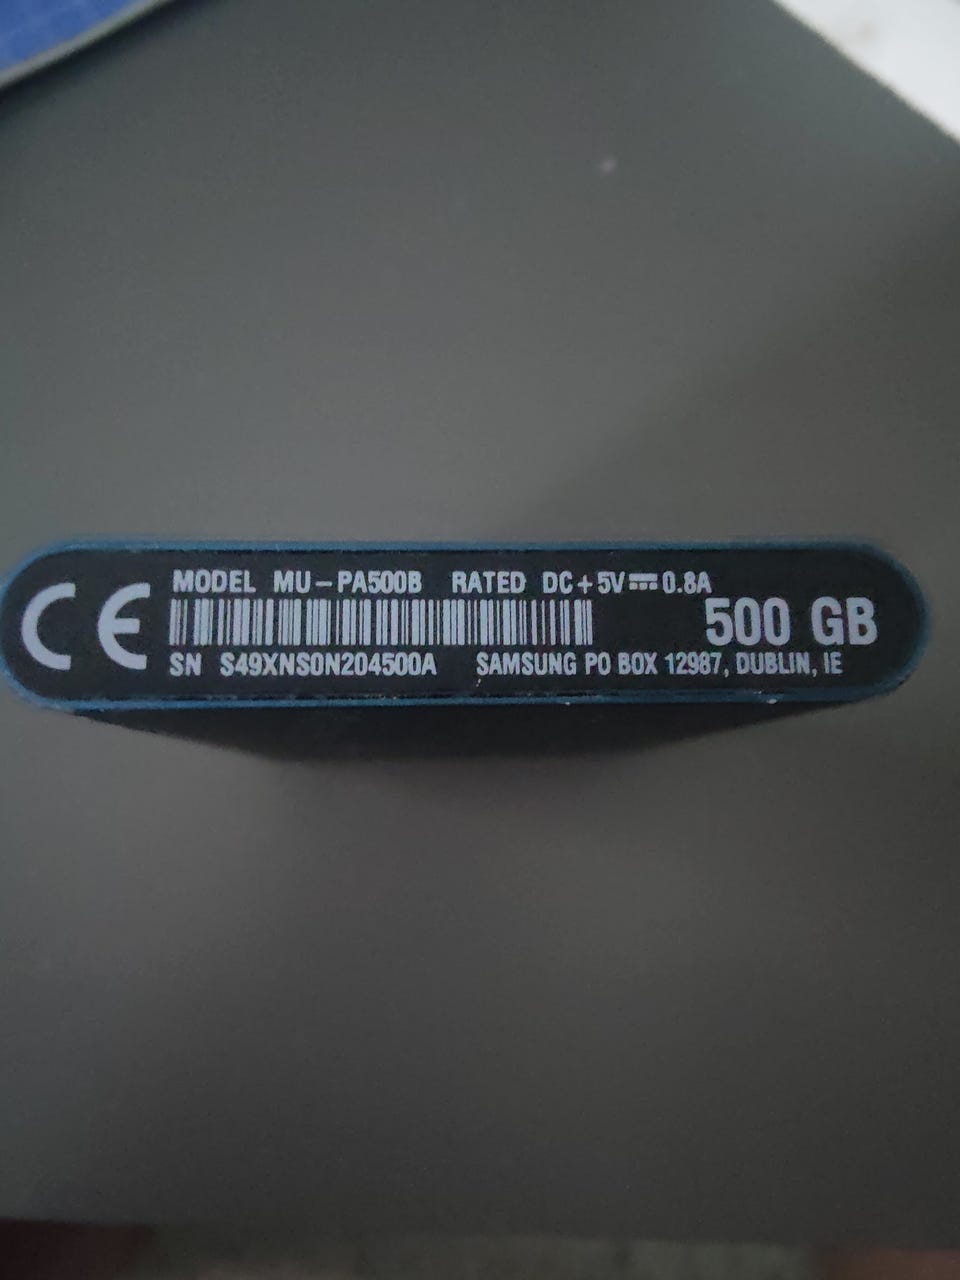 CE
MODEL MU-PA500B RATED DC+5V⎓0.8A
500 GB
SN S49XNS0N204500A SAMSUNG PO BOX 12987, DUBLIN, IE